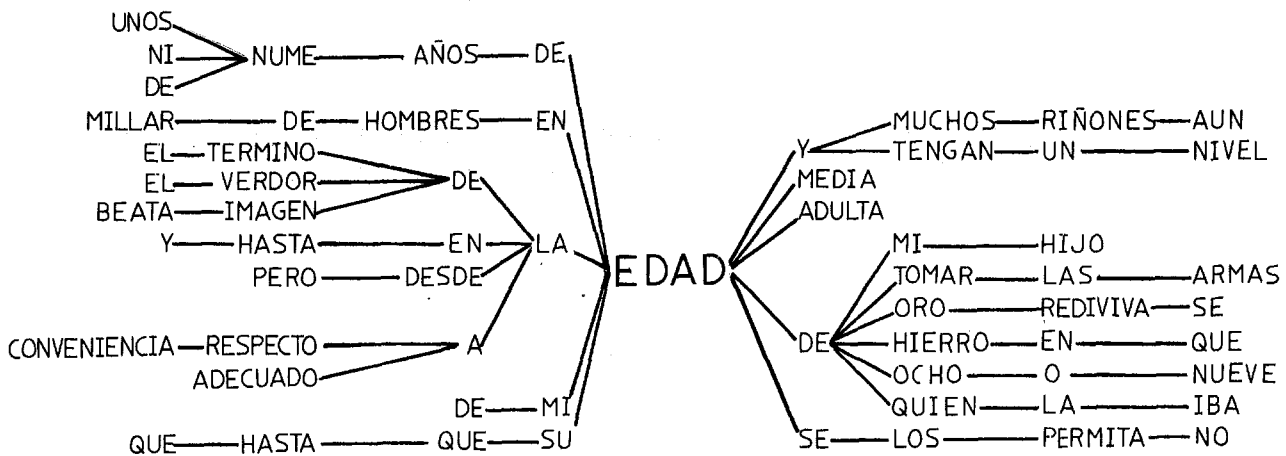 UNOS
NI NUME AÑOS DE
DE
MILLAR DE HOMBRES EN
EL TERMINO
EL VERDOR DE
BEATA IMAGEN
Y HASTA EN LA
PERO DESDE
CONVENIENCIA RESPECTO A
ADECUADO
DE MI
QUE HASTA QUE SU
EDAD
MUCHOS RIÑONES AUN
Y TENGAN UN NIVEL
MEDIA
ADULTA
MI HIJO
TOMAR LAS ARMAS
ORO REDIVIVA SE
DE HIERRO EN QUE
OCHO O NUEVE
QUIEN LA IBA
SE LOS PERMITA NO